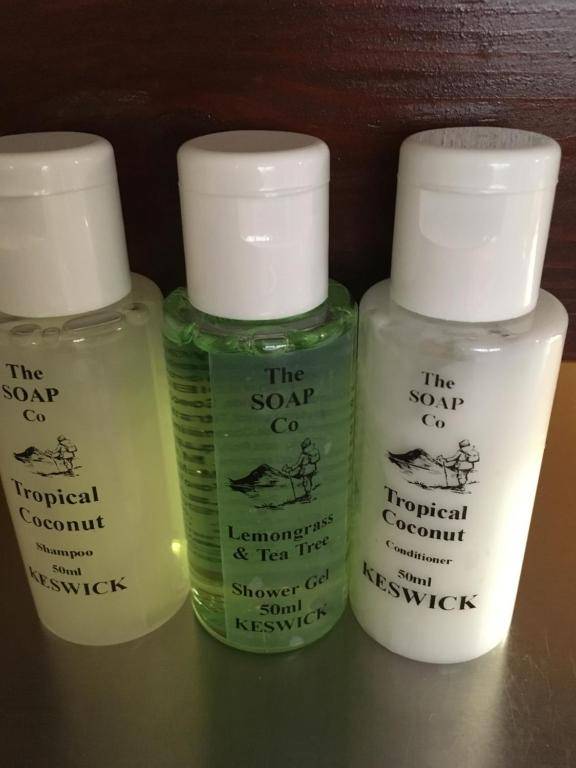 The
SOAP
Co
Tropical
Coconut
Shampoo
50ml
KESWICK
The
SOAP
Co
Lemongrass
& Tea Tree
Shower Gel
50ml
KESWICK
The
SOAP
Co
Tropical
Coconut
Conditioner
50ml
KESWICK